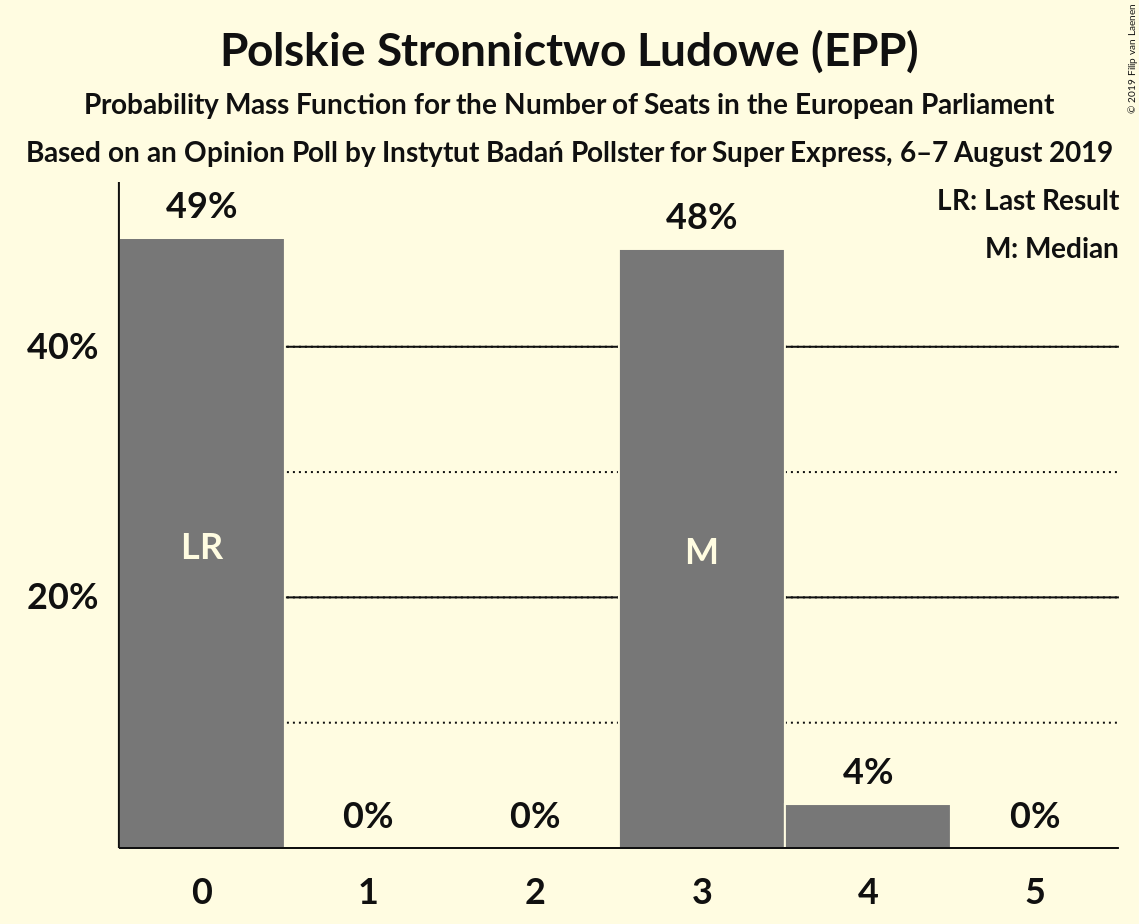 Polskie Stronnictwo Ludowe (EPP)
Probability Mass Function for the Number of Seats in the European Parliament
Based on an Opinion Poll by Instytut Badań Pollster for Super Express, 6–7 August 2019
© 2019 Filip van Laenen
LR: Last Result
M: Median
49%
48%
40%
LR
M
20%
4%
0%
0%
0%
0
1
2
3
4
5